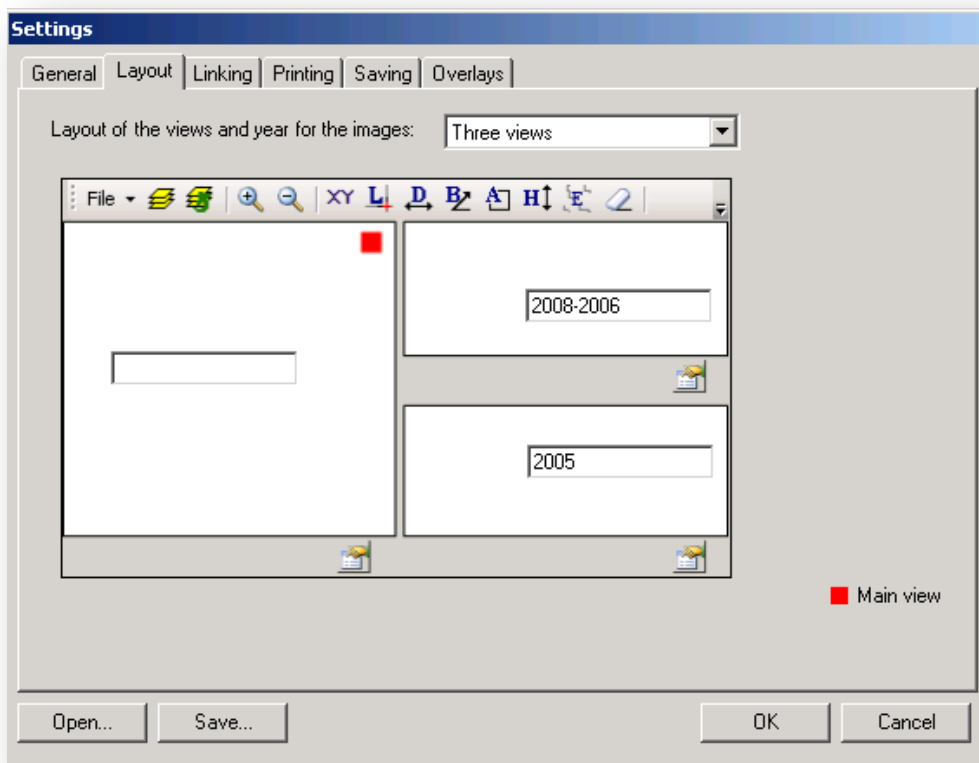 Settings
General Layout Linking Printing Saving Overlays
Layout of the views and year for the images: Three views
File XY L D B A H E
2008-2006
2005
Main view
Open... Save... OK Cancel